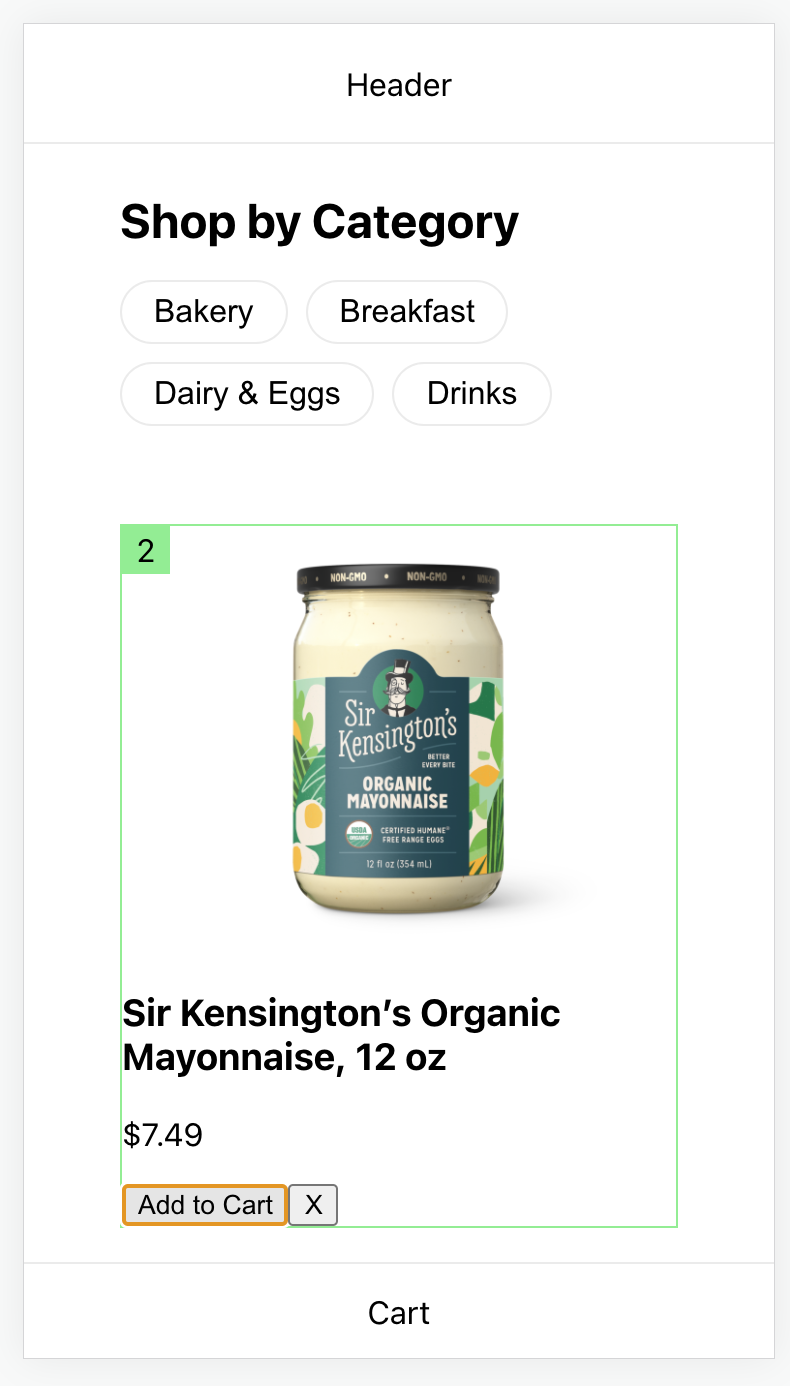 Header
Shop by Category
Bakery
Breakfast
Dairy & Eggs
Drinks
2
NON-GMO • NON-GMO
Sir
Kensington's
BETTER
EVERY BITE
ORGANIC
MAYONNAISE
USDA
ORGANIC
CERTIFIED HUMANE®
FREE RANGE EGGS
12 fl oz (354 mL)
Sir Kensington’s Organic
Mayonnaise, 12 oz
$7.49
Add to Cart
X
Cart